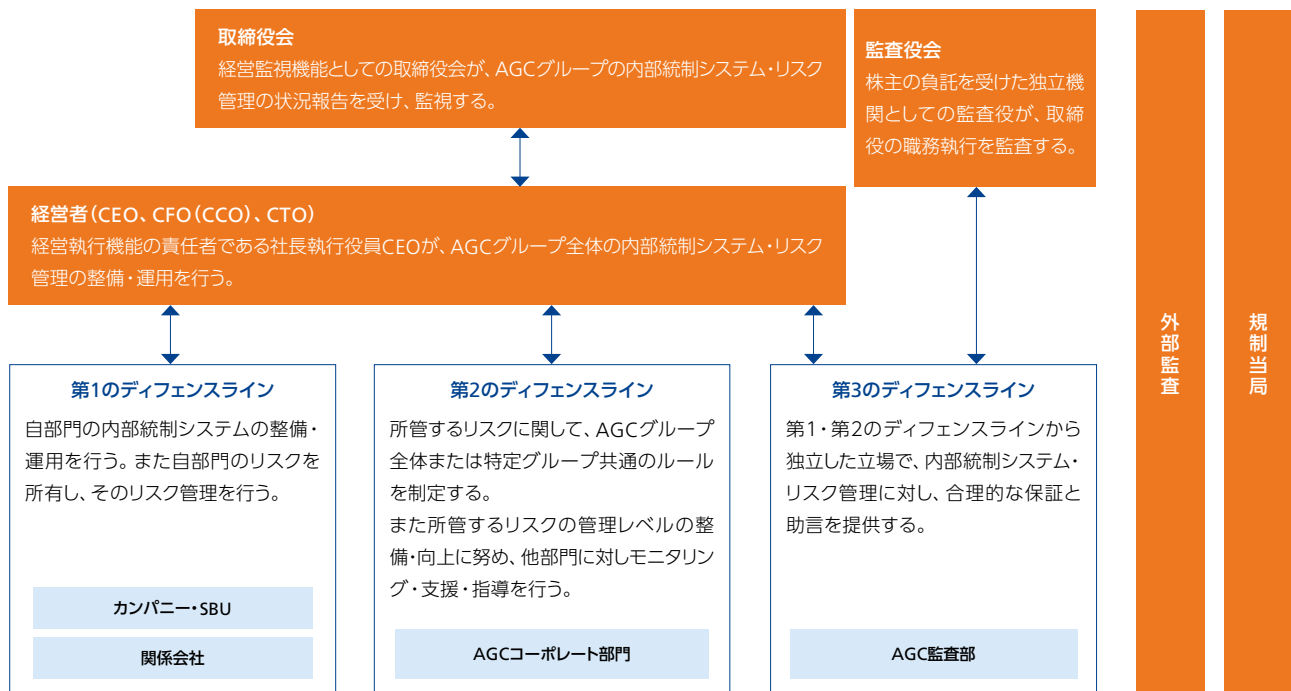 取締役会
経営監視機能としての取締役会が、AGCグループの内部統制システム・リスク
管理の状況報告を受け、監視する。
監査役会
株主の負託を受けた独立機
関としての監査役が、取締
役の職務執行を監査する。
経営者(CEO、CFO(CCO)、CTO)
経営執行機能の責任者である社長執行役員CEOが、AGCグループ全体の内部統制システム・リスク
管理の整備・運用を行う。
第1のディフェンスライン
自部門の内部統制システムの整備・
運用を行う。また自部門のリスクを
所有し、そのリスク管理を行う。
カンパニー・SBU
関係会社
第2のディフェンスライン
所管するリスクに関して、AGCグループ
全体または特定グループ共通のルール
を制定する。
また所管するリスクの管理レベルの整
備・向上に努め、他部門に対しモニタリン
グ・支援・指導を行う。
AGCコーポレート部門
第3のディフェンスライン
第1・第2のディフェンスラインから
独立した立場で、内部統制システム・
リスク管理に対し、合理的な保証と
助言を提供する。
AGC監査部
外部監査
規制当局